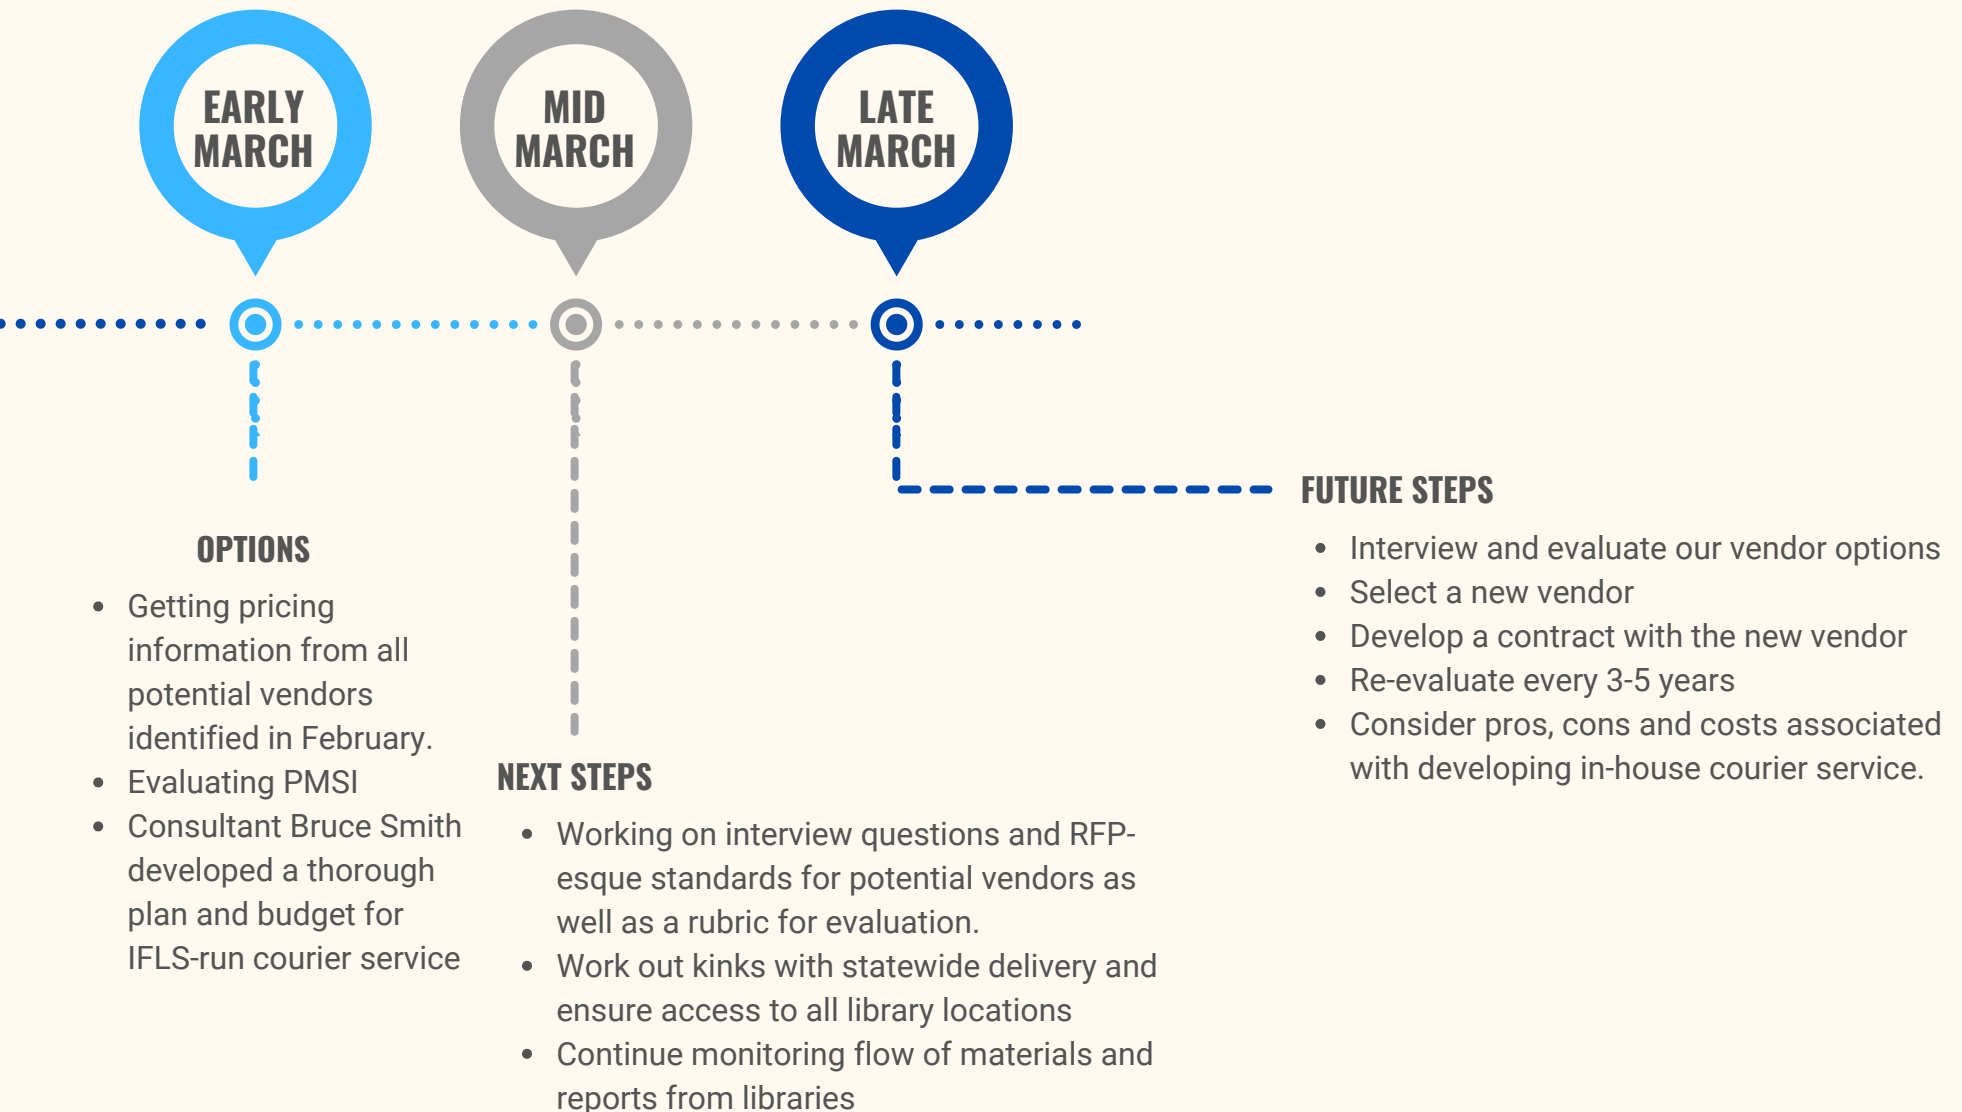 EARLY
MARCH
MID
MARCH
LATE
MARCH
OPTIONS
• Getting pricing
information from all
potential vendors
identified in February.
• Evaluating PMSI
• Consultant Bruce Smith
developed a thorough
plan and budget for
IFLS-run courier service
NEXT STEPS
• Working on interview questions and RFP-
esque standards for potential vendors as
well as a rubric for evaluation.
• Work out kinks with statewide delivery and
ensure access to all library locations
• Continue monitoring flow of materials and
reports from libraries
FUTURE STEPS
• Interview and evaluate our vendor options
• Select a new vendor
• Develop a contract with the new vendor
• Re-evaluate every 3-5 years
• Consider pros, cons and costs associated
with developing in-house courier service.